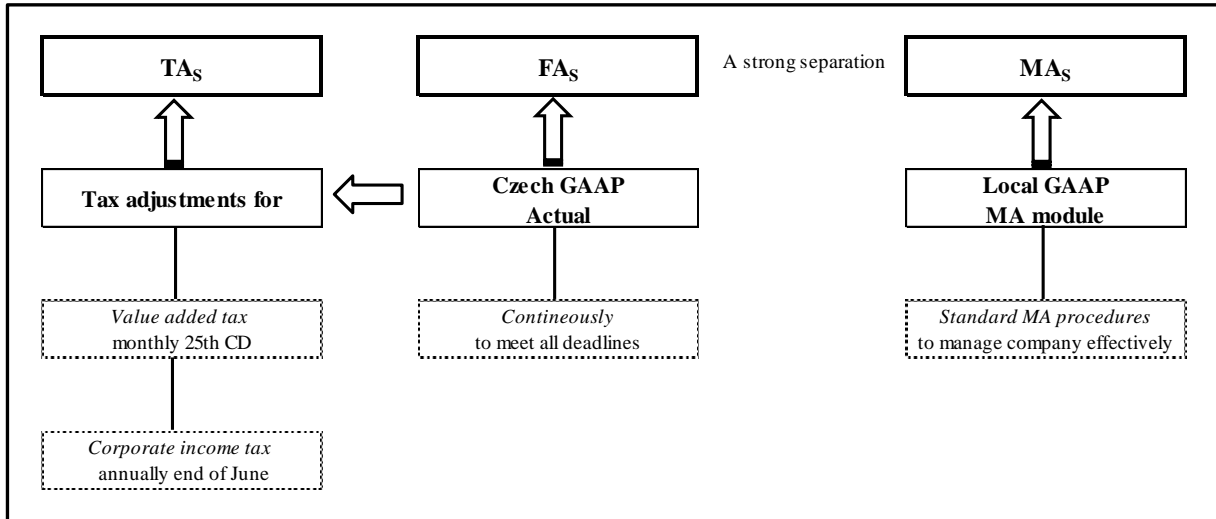 TAS
FAS
A strong separation
MAS
Tax adjustments for
Czech GAAP
Actual
Local GAAP
MA module
Value added tax
monthly 25th CD
Contineously
to meet all deadlines
Standard MA procedures
to manage company effectively
Corporate income tax
annually end of June